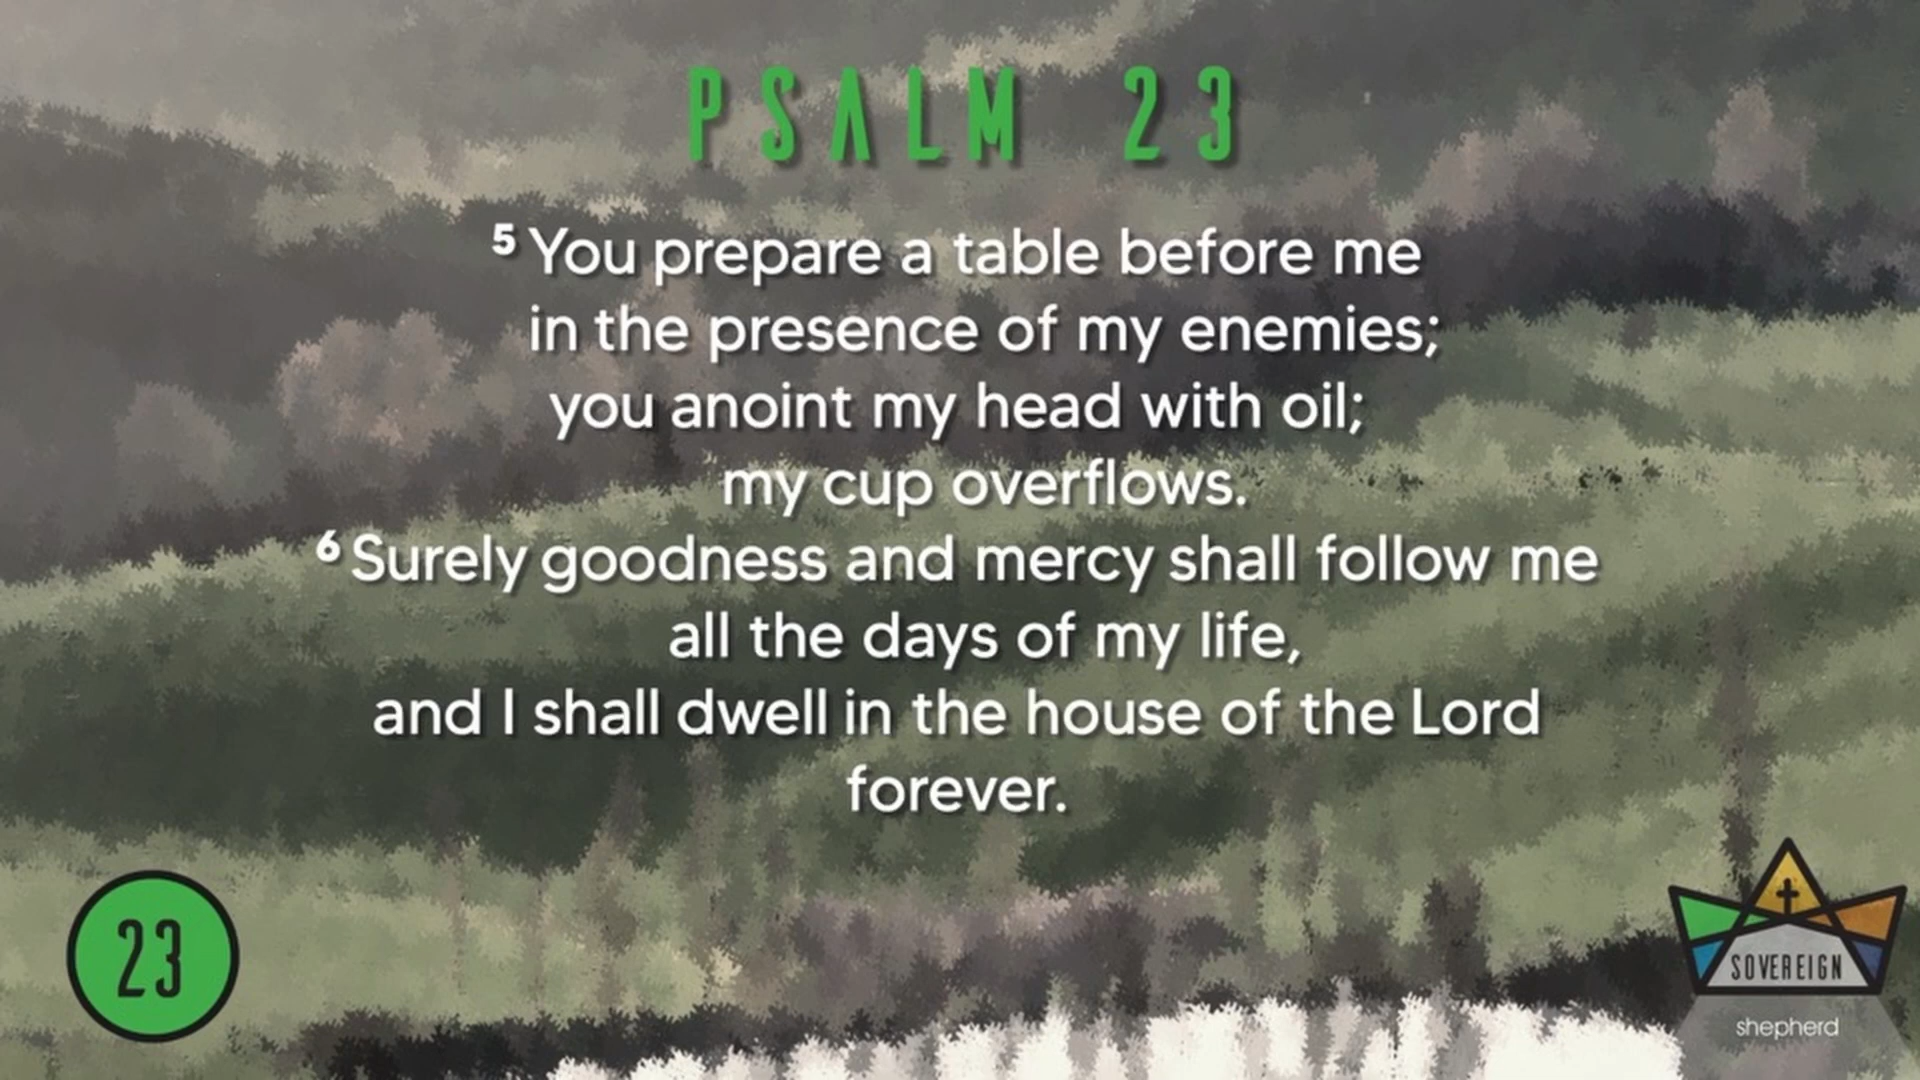 PSALM 23
5 You prepare a table before me
in the presence of my enemies;
you anoint my head with oil;
my cup overflows.
6 Surely goodness and mercy shall follow me
all the days of my life,
and I shall dwell in the house of the Lord
forever.
23
SOVEREIGN
shepherd